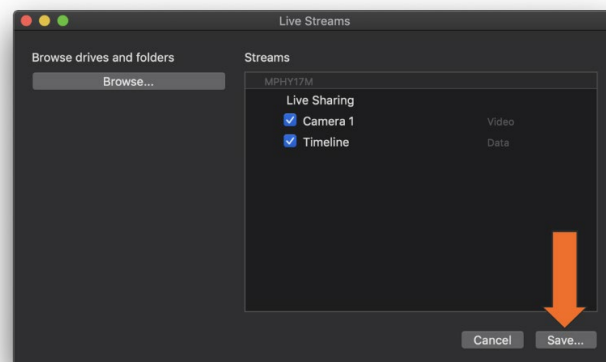 Live Streams
Browse drives and folders
Browse...
Streams
MPHY17M
Live Sharing
Camera 1 Video
Timeline Data
Cancel Save...